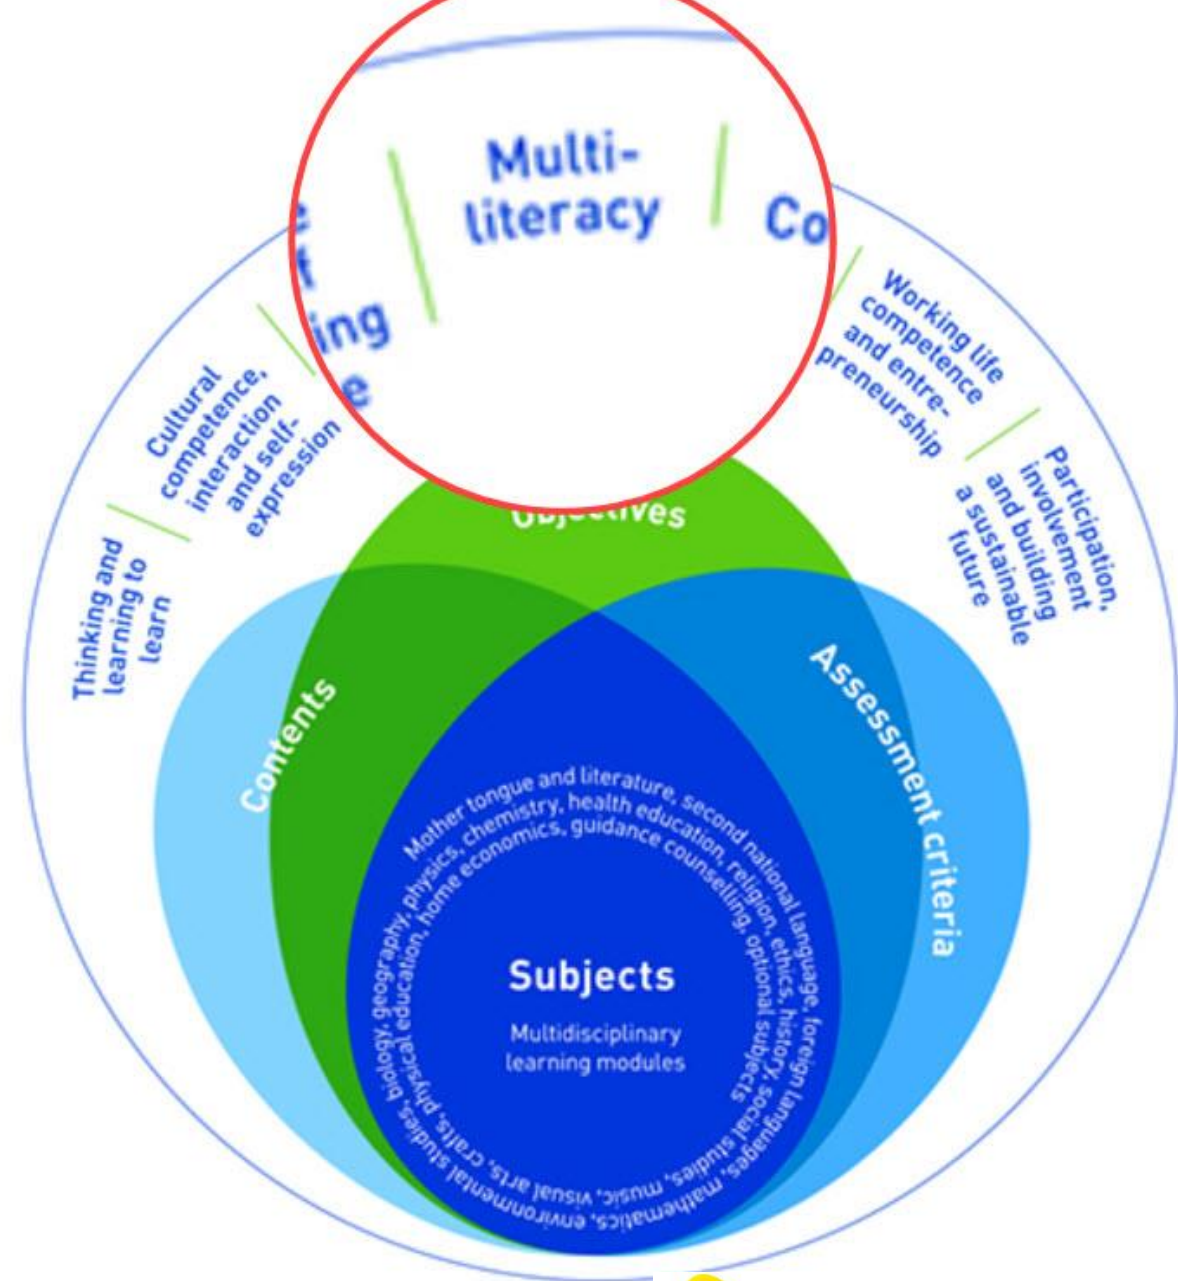 Multi-
literacy
Co
ing
e
Working life
competence
and entre-
preneurship
Cultural
competence,
interaction
and self-
expression
Participation,
involvement
and building
a sustainable
future
Thinking and
learning to
learn
Objectives
Contents
Assessment criteria
Mother tongue and literature, second national language, foreign languages, mathematics, environmental studies, biology, geography, physics, chemistry, health education, religion, ethics, history, social studies, music, visual arts, crafts, physical education, home economics, guidance counselling, optional subjects
Subjects
Multidisciplinary
learning modules